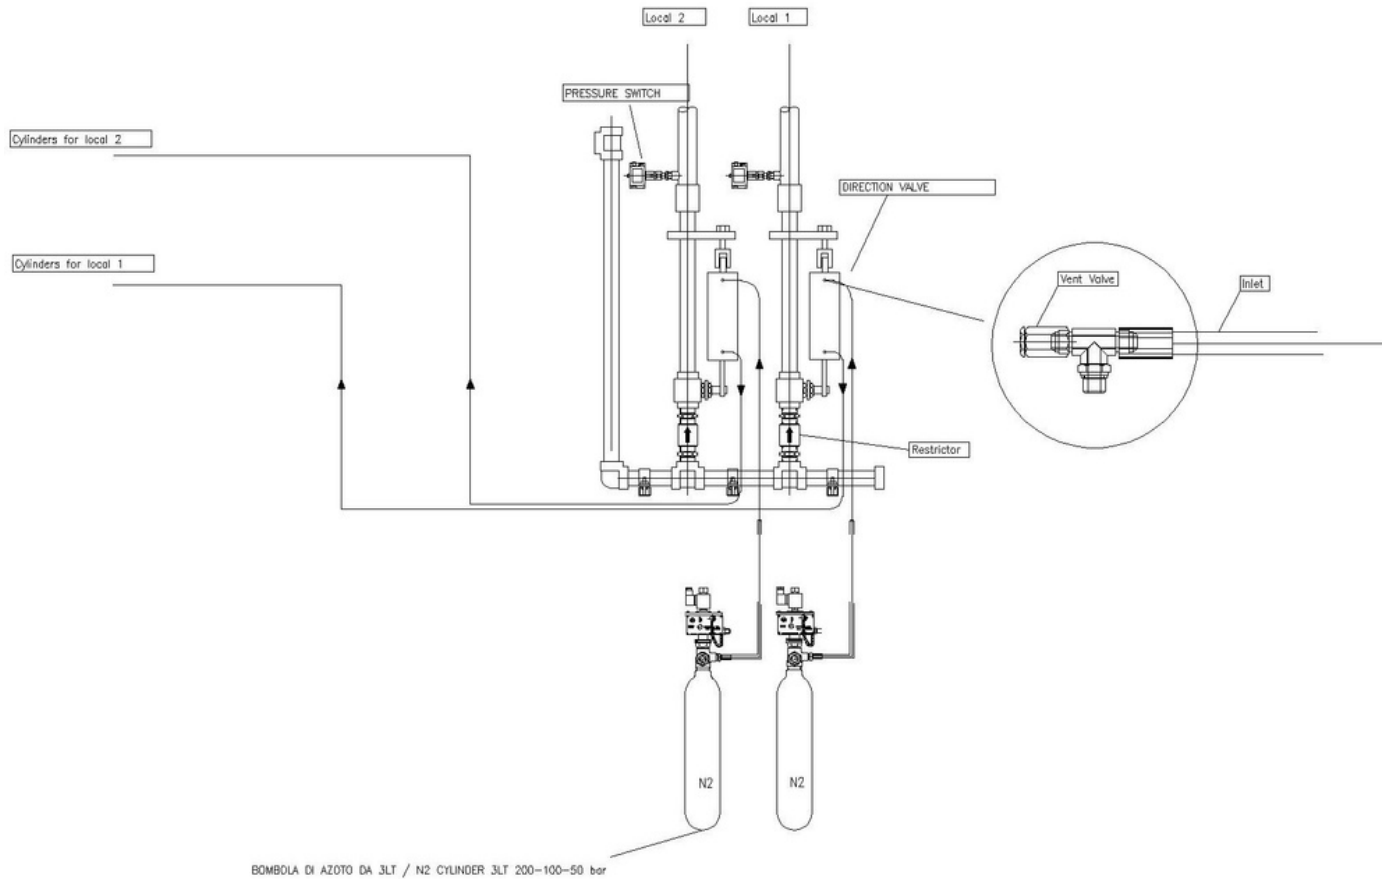 Local 2
Local 1
PRESSURE SWITCH
Cylinders for local 2
DIRECTION VALVE
Cylinders for local 1
Vent Valve
Inlet
Restrictor
N2
N2
BOMBOLA DI AZOTO DA 3LT / N2 CYLINDER 3LT 200-100-50 bar